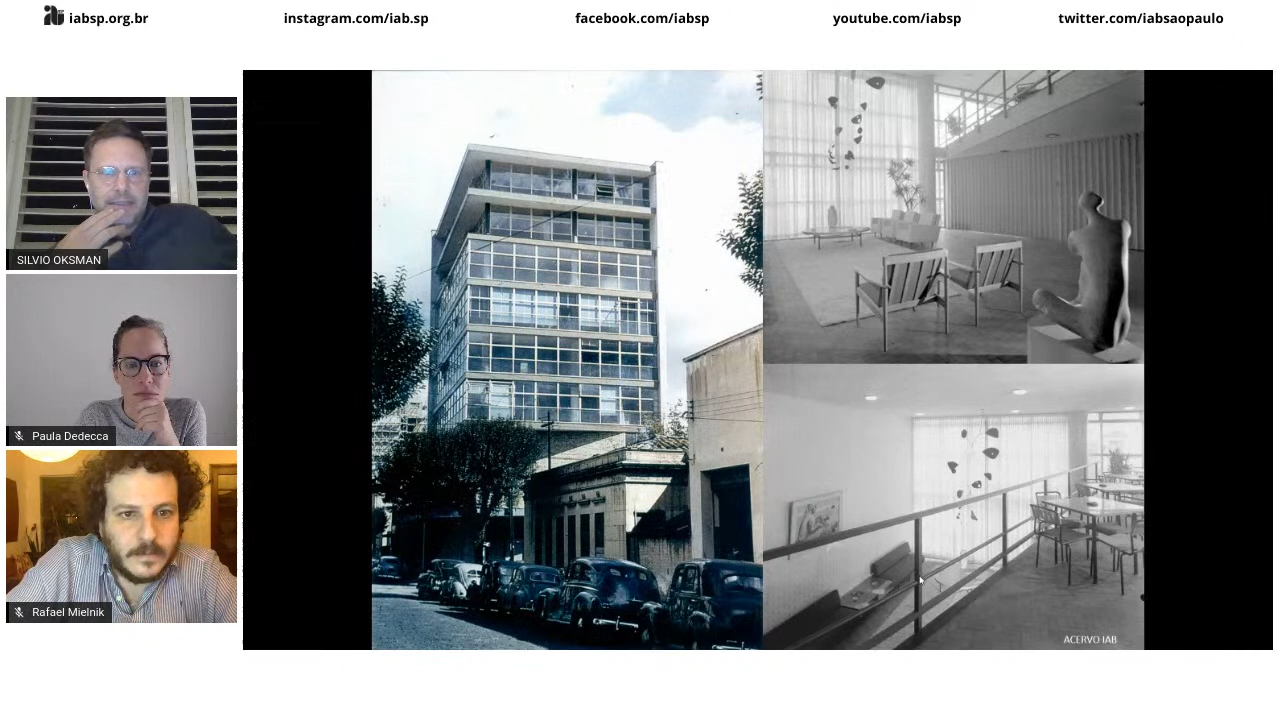 iab iabsp.org.br
instagram.com/iab.sp
facebook.com/iabsp
youtube.com/iabsp
twitter.com/iabsaopaulo
SILVIO OKSMAN
Paula Dedecca
Rafael Mielnik
ACERVO IAB